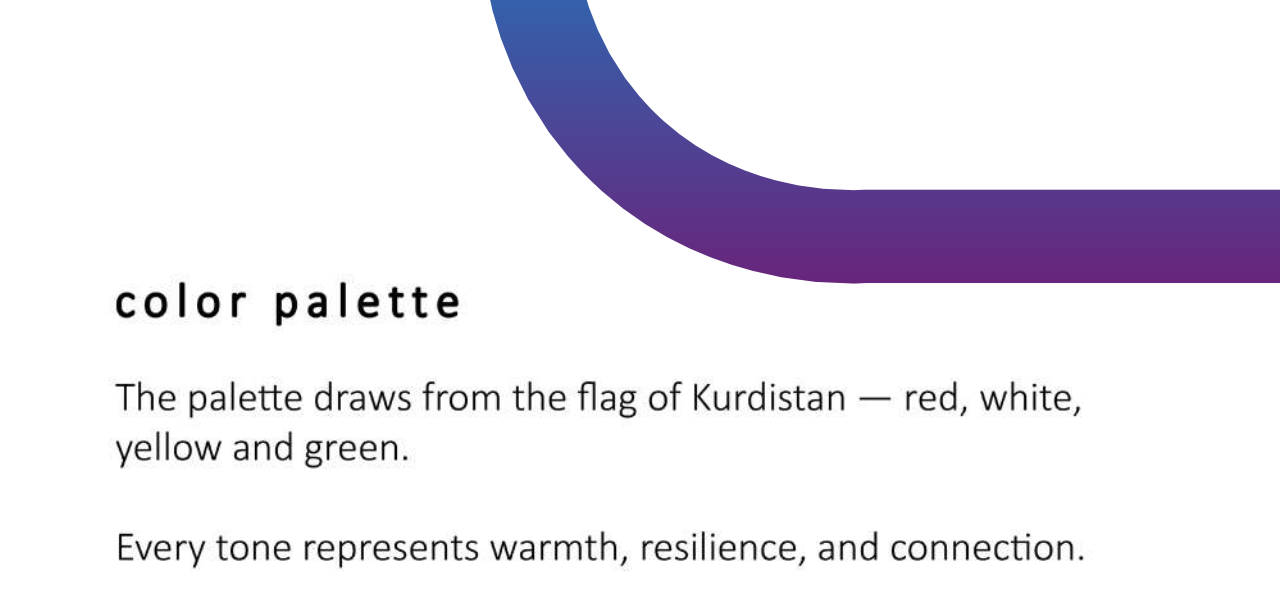 color palette
The palette draws from the flag of Kurdistan — red, white,
yellow and green.
Every tone represents warmth, resilience, and connection.